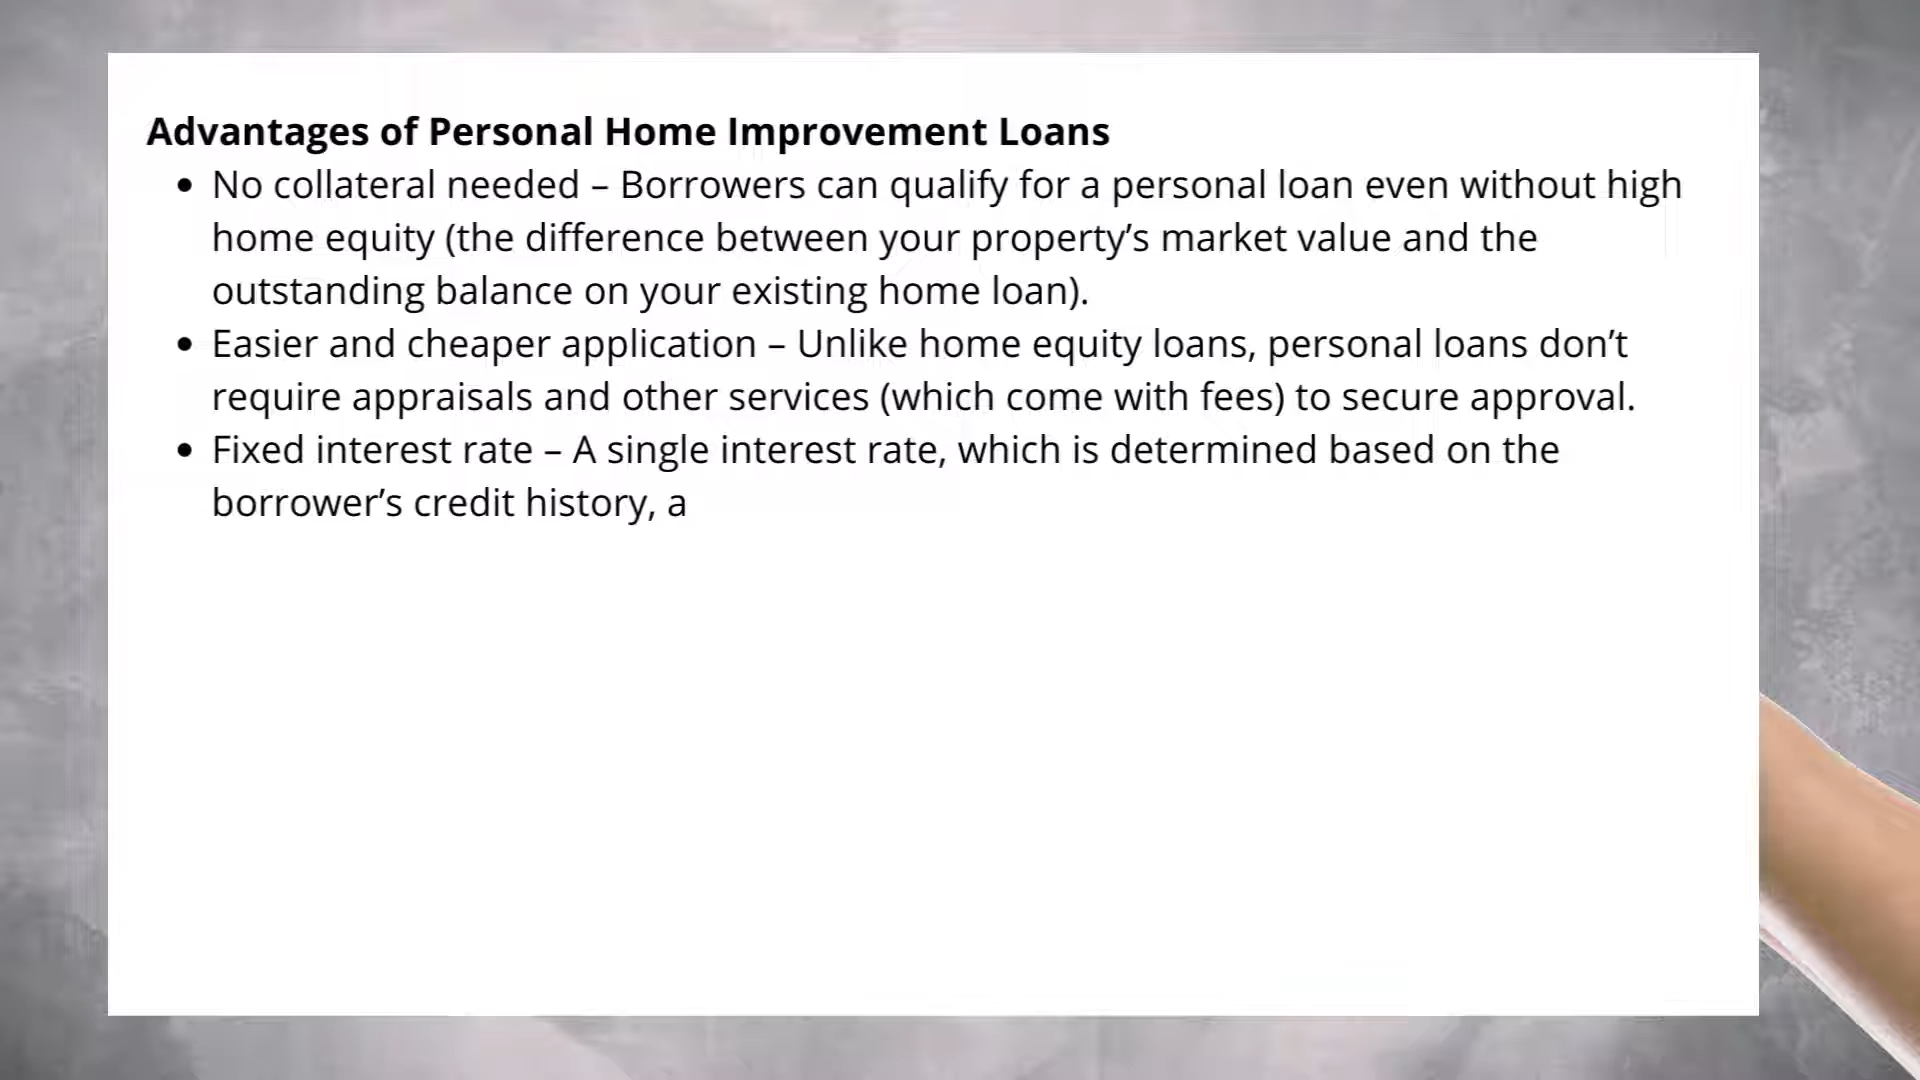 Advantages of Personal Home Improvement Loans
• No collateral needed – Borrowers can qualify for a personal loan even without high
home equity (the difference between your property’s market value and the
outstanding balance on your existing home loan).
• Easier and cheaper application – Unlike home equity loans, personal loans don’t
require appraisals and other services (which come with fees) to secure approval.
• Fixed interest rate – A single interest rate, which is determined based on the
borrower’s credit history, a